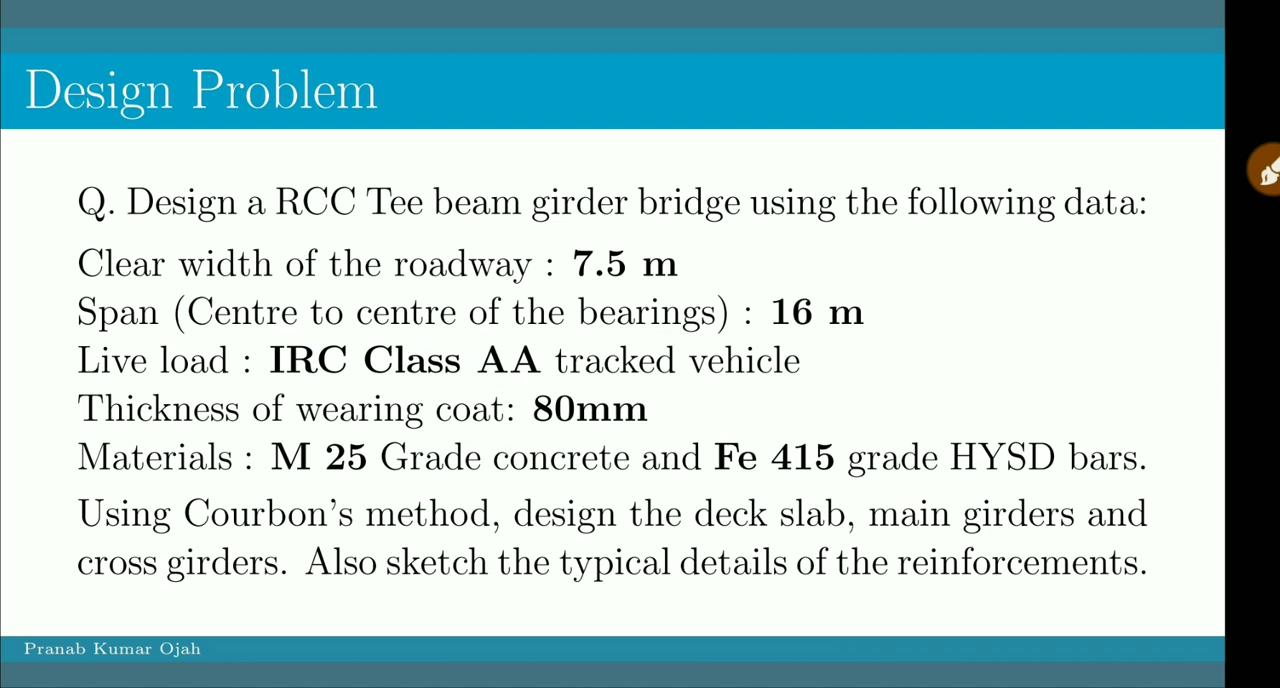 Design Problem
Q. Design a RCC Tee beam girder bridge using the following data:
Clear width of the roadway : 7.5 m
Span (Centre to centre of the bearings) : 16 m
Live load : IRC Class AA tracked vehicle
Thickness of wearing coat: 80mm
Materials : M 25 Grade concrete and Fe 415 grade HYSD bars.
Using Courbon's method, design the deck slab, main girders and
cross girders. Also sketch the typical details of the reinforcements.
Pranab Kumar Ojah